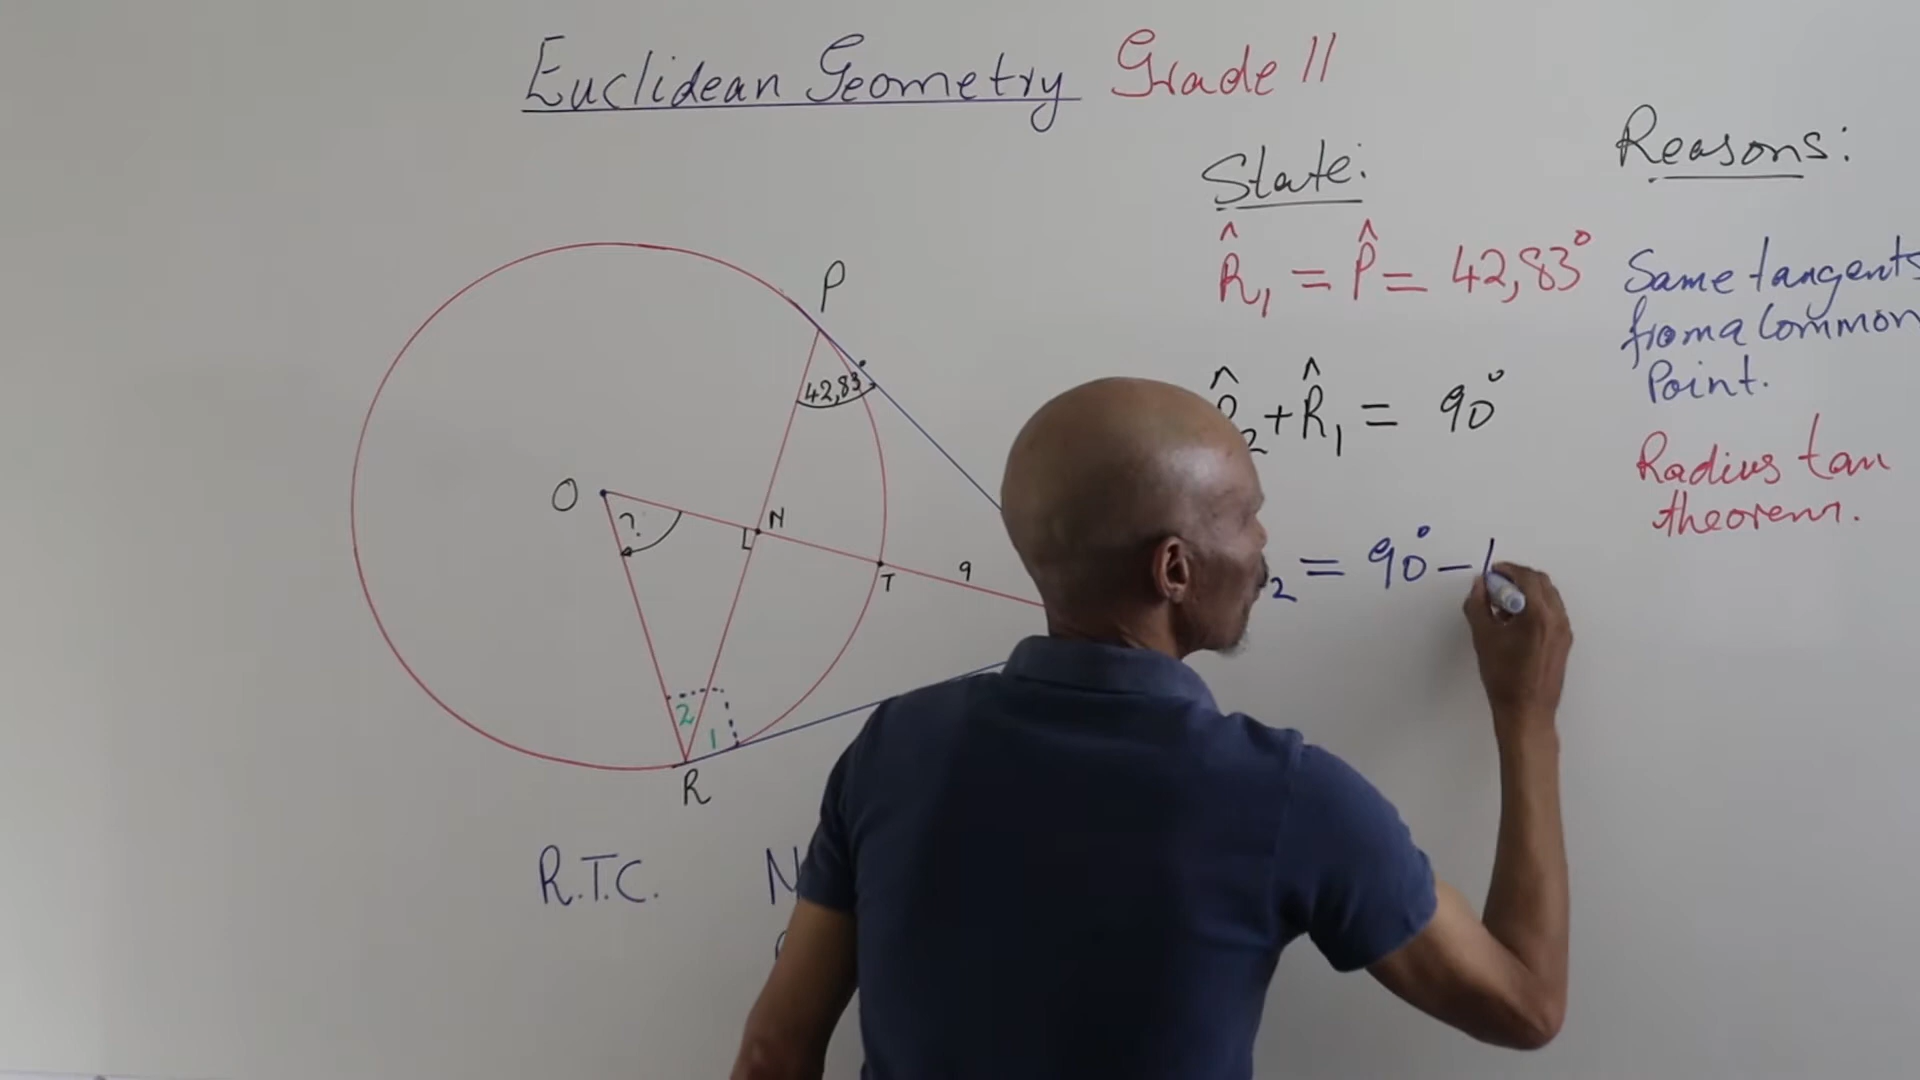 Euclidean Geometry Grade 11
State:
Reasons:
R̂₁ = P̂ = 42,83°
Same tangents
from a Common
Point.
₂ + R̂₁ = 90°
Radius tan
theorem.
₂ = 90° –
P
42,83
O
?
N
T
9
2
1
R
R.T.C.
N